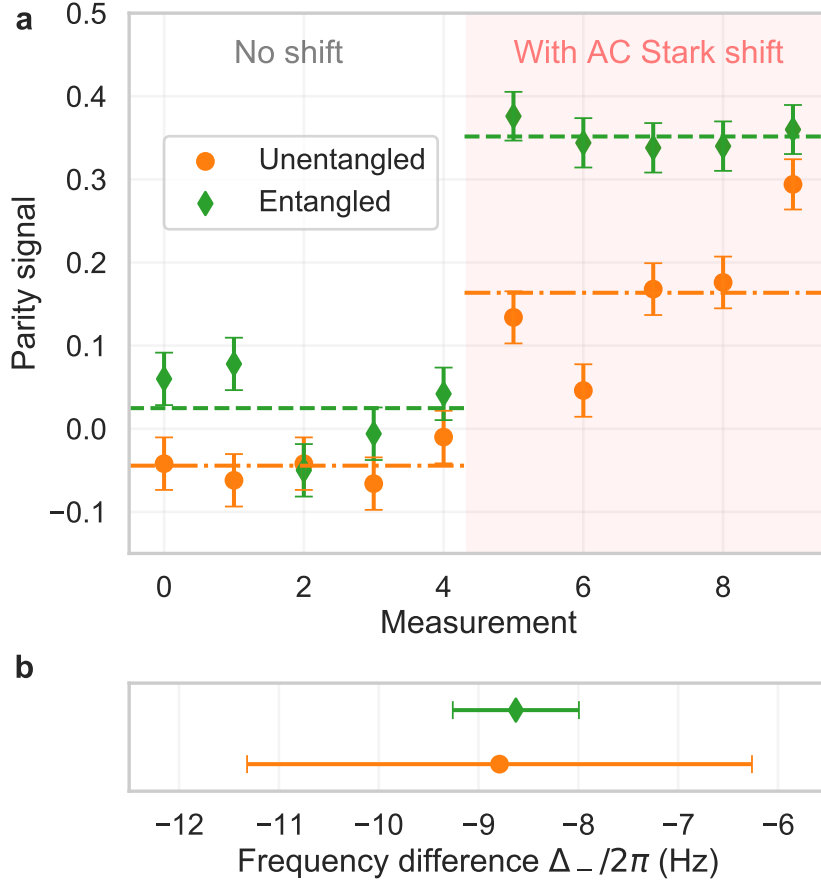 a
No shift
With AC Stark shift
Unentangled
Entangled
Parity signal
0.5
0.4
0.3
0.2
0.1
0.0
−0.1
0 2 4 6 8
Measurement
b
−12 −11 −10 −9 −8 −7 −6
Frequency difference Δ₋/2π (Hz)